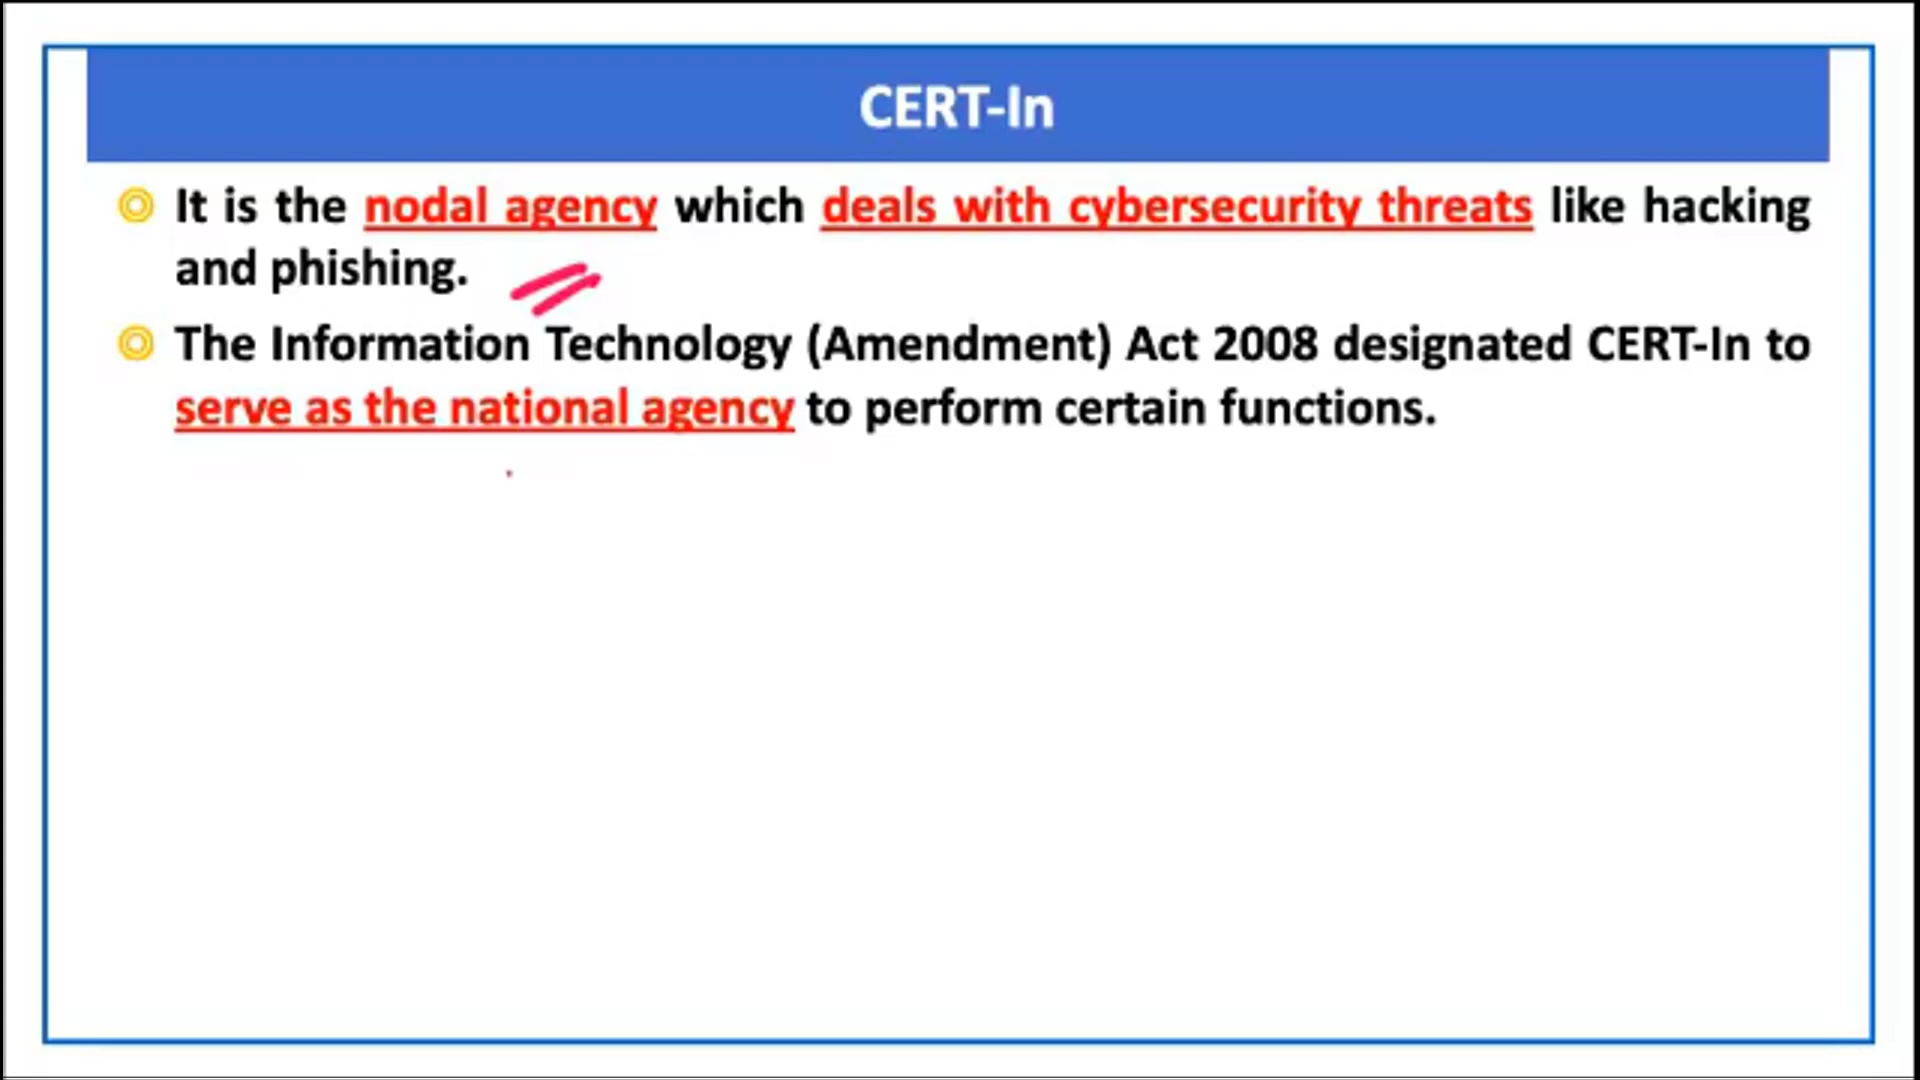 CERT-In
It is the nodal agency which deals with cybersecurity threats like hacking
and phishing.
The Information Technology (Amendment) Act 2008 designated CERT-In to
serve as the national agency to perform certain functions.